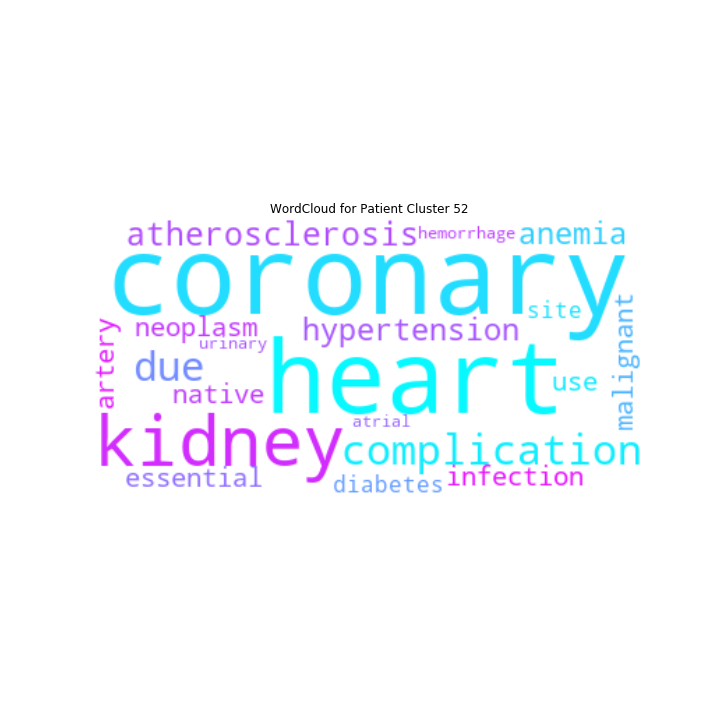 WordCloud for Patient Cluster 52
atherosclerosis
hemorrhage
anemia
coronary
site
neoplasm
hypertension
urinary
artery
malignant
due
heart
use
native
kidney
atrial
complication
essential
diabetes
infection